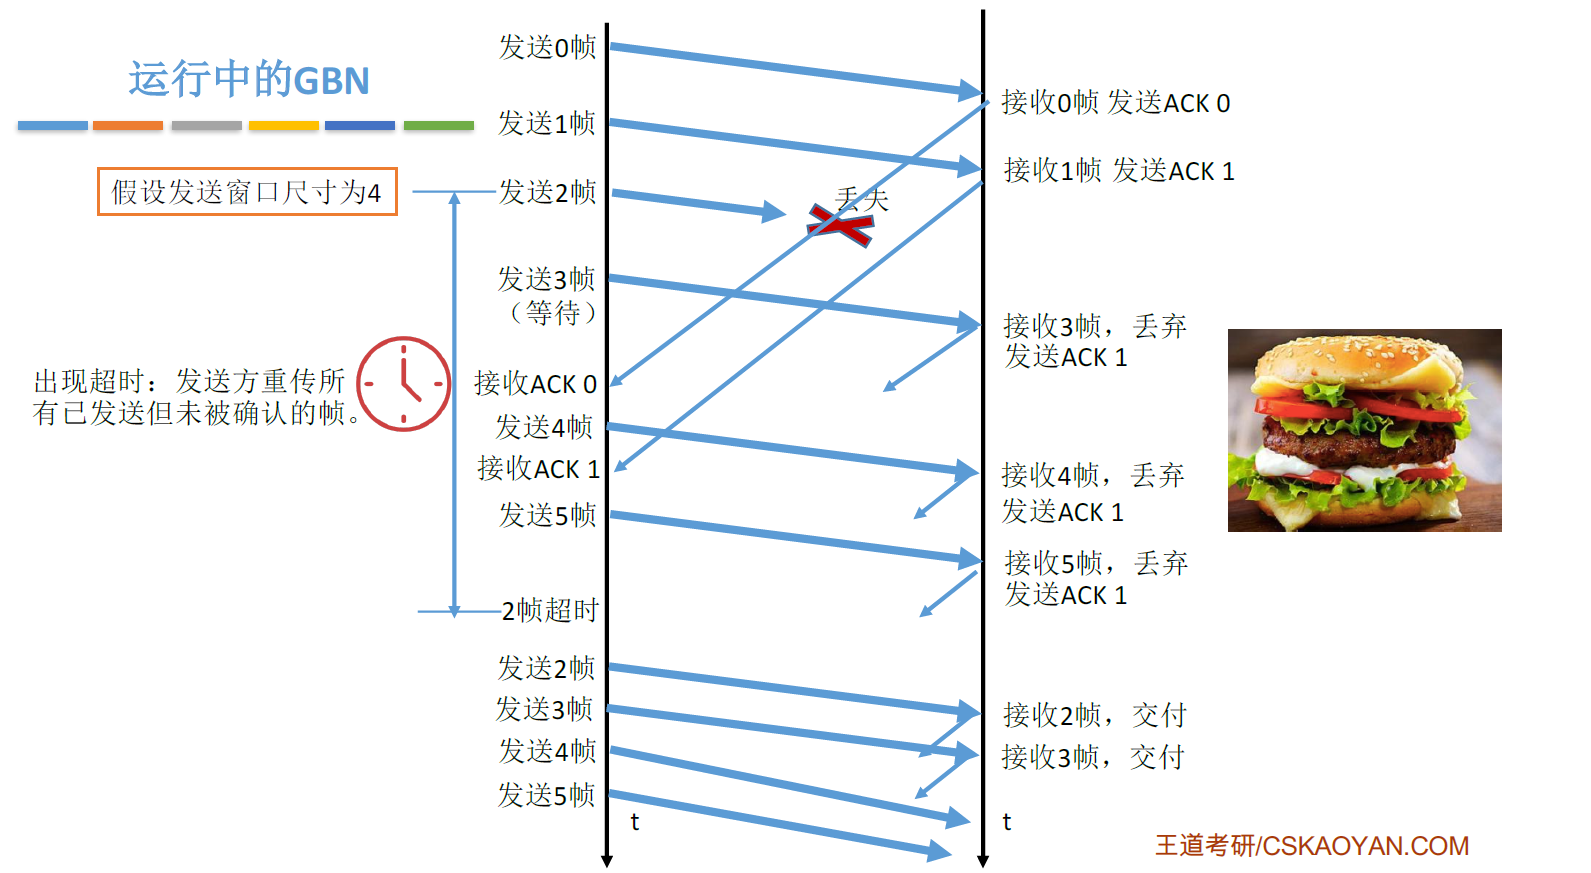 运行中的GBN
假设发送窗口尺寸为4
出现超时：发送方重传所
有已发送但未被确认的帧。
发送0帧
发送1帧
发送2帧
发送3帧
（等待）
接收ACK 0
发送4帧
接收ACK 1
发送5帧
2帧超时
发送2帧
发送3帧
发送4帧
发送5帧
t
丢失
接收0帧 发送ACK 0
接收1帧 发送ACK 1
接收3帧，丢弃
发送ACK 1
接收4帧，丢弃
发送ACK 1
接收5帧，丢弃
发送ACK 1
接收2帧，交付
接收3帧，交付
t
王道考研/CSKAOYAN.COM